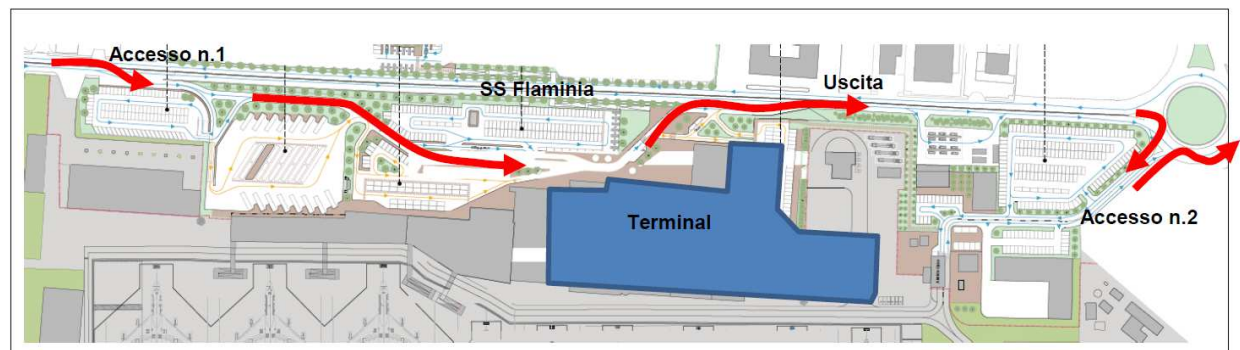 Accesso n.1
SS Flaminia
Uscita
Terminal
Accesso n.2